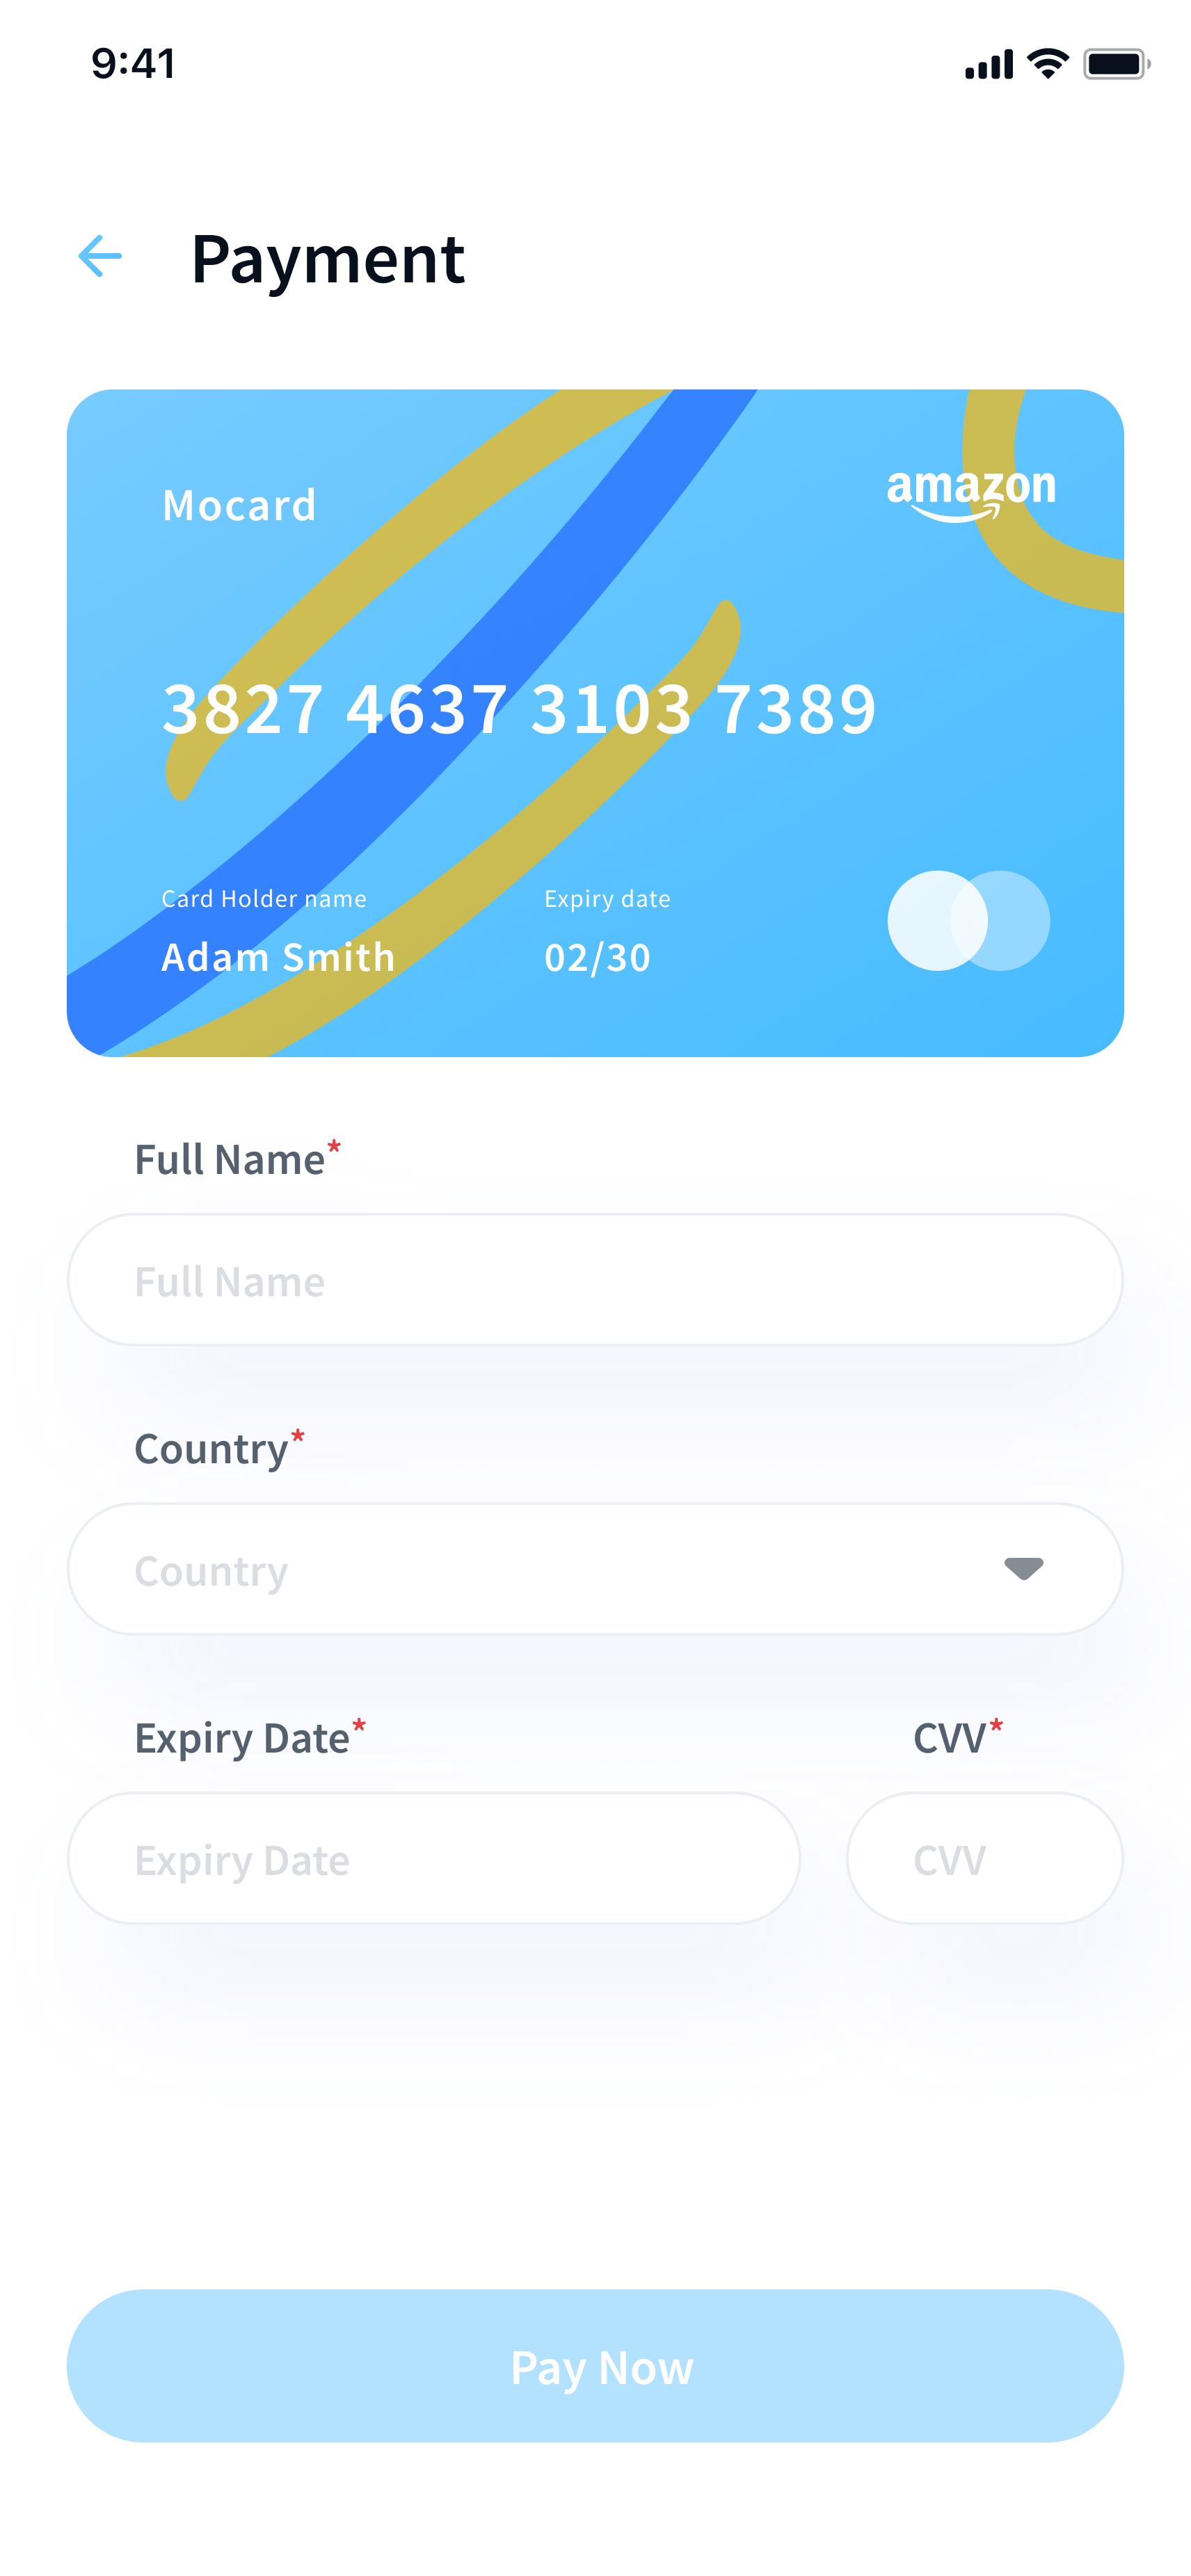 9:41
Payment
Mocard
amazon
3827 4637 3103 7389
Card Holder name
Expiry date
Adam Smith
02/30
Full Name*
Full Name
Country*
Country
Expiry Date*
CVV*
Expiry Date
CVV
Pay Now